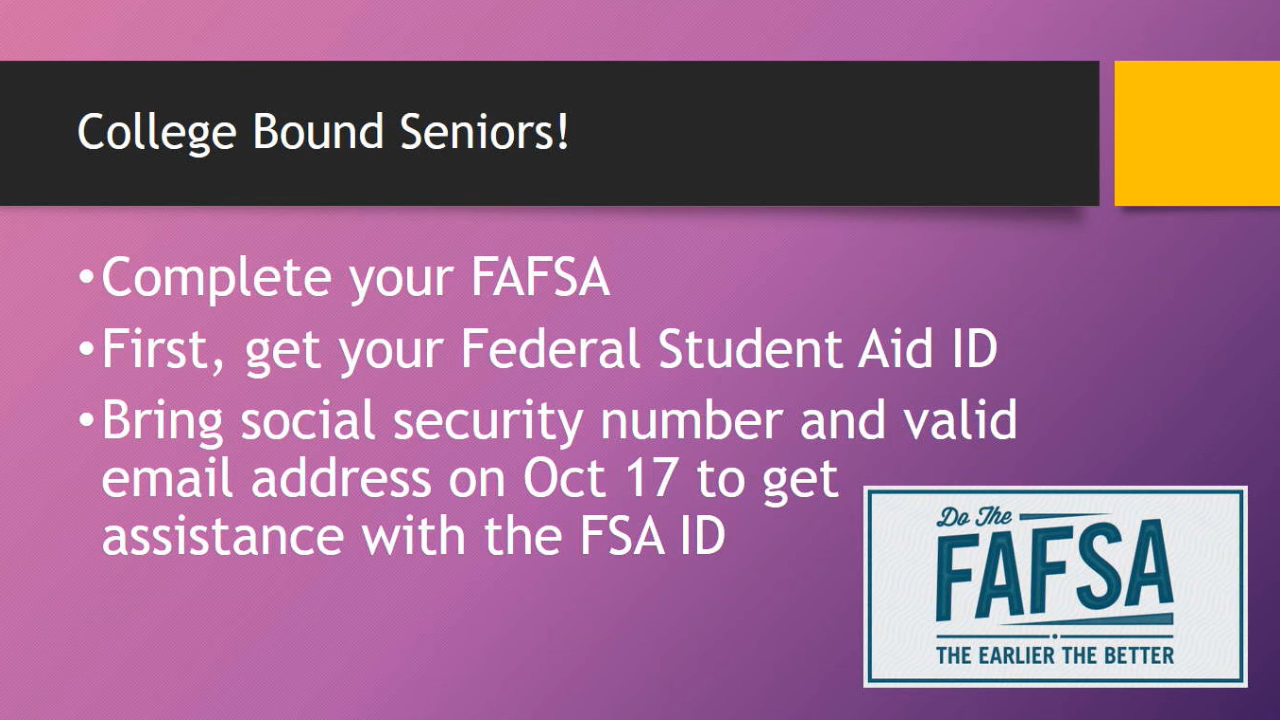 College Bound Seniors!
•Complete your FAFSA
•First, get your Federal Student Aid ID
•Bring social security number and valid
email address on Oct 17 to get
assistance with the FSA ID
Do The
FAFSA
THE EARLIER THE BETTER